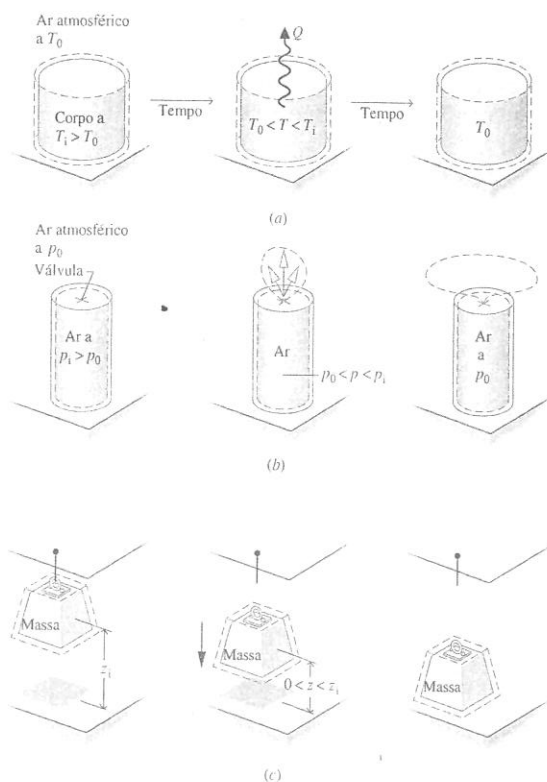 Ar atmosférico
a T₀
Corpo a
Tᵢ > T₀
Tempo
Q
T₀ < T < Tᵢ
Tempo
T₀
(a)
Ar atmosférico
a p₀
Válvula
Ar a
pᵢ > p₀
Ar
p₀ < p < pᵢ
Ar
a
p₀
(b)
Massa
zᵢ
Massa
0 < z < zᵢ
Massa
(c)